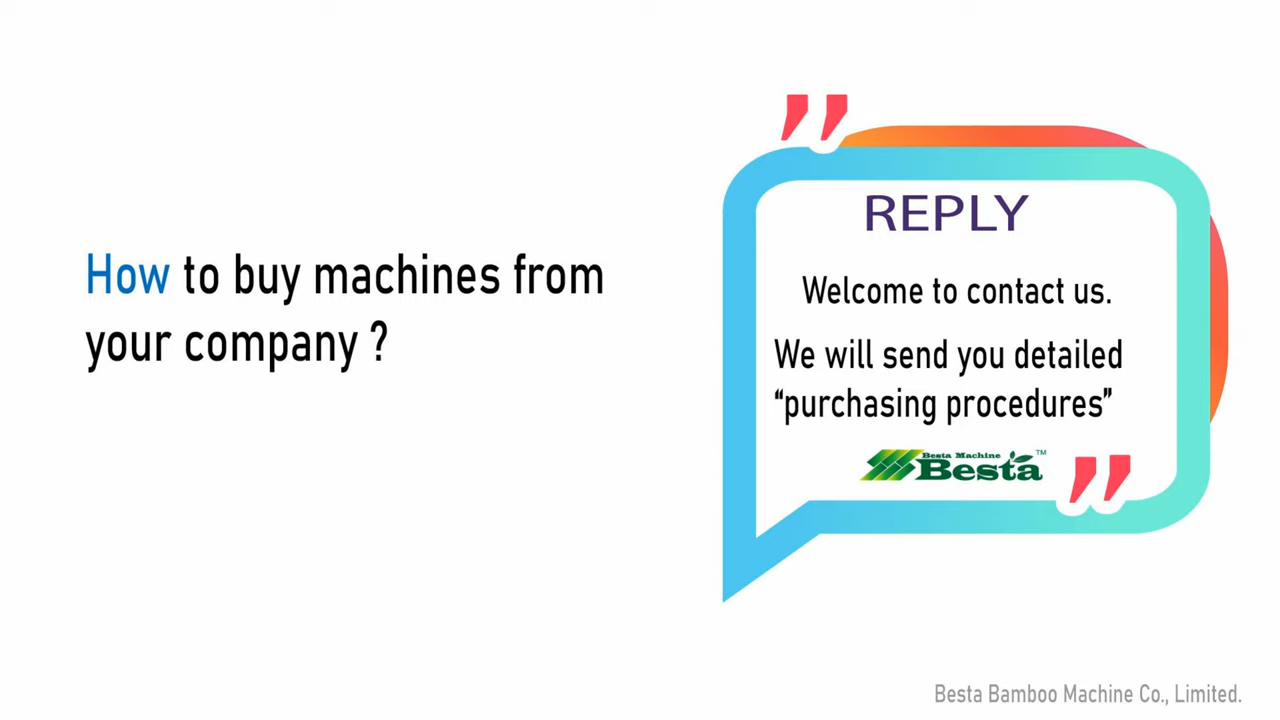 How to buy machines from
your company ?
REPLY
Welcome to contact us.
We will send you detailed
“purchasing procedures”
Besta Machine
Besta™
Besta Bamboo Machine Co., Limited.